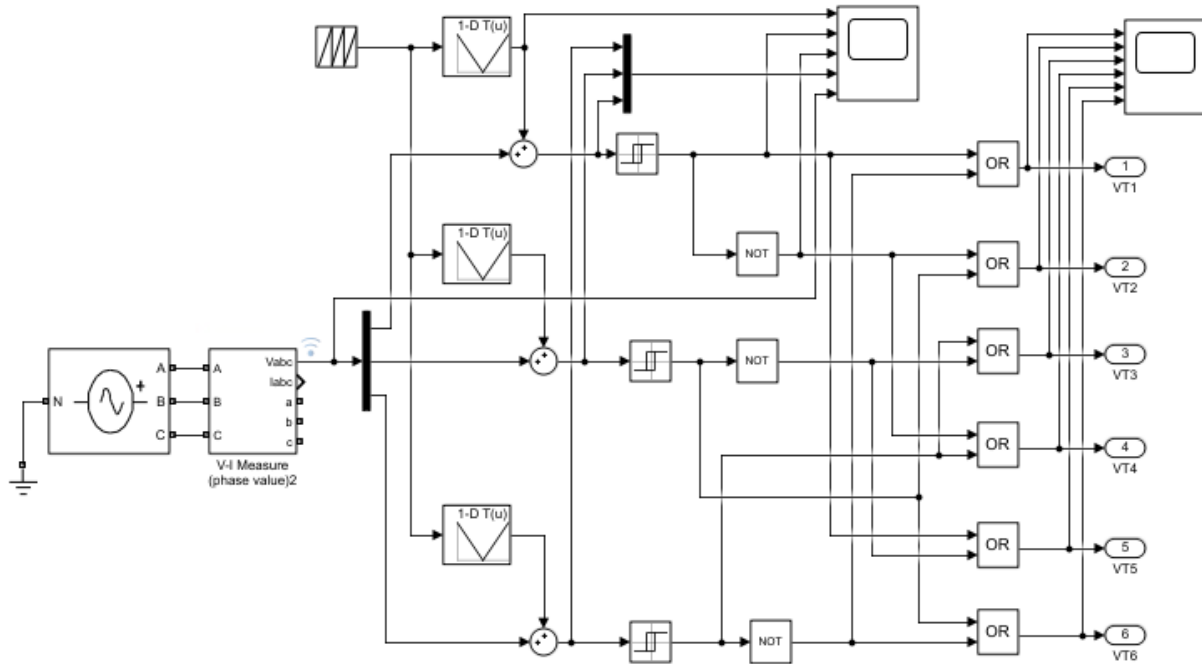 1-D T(u)
OR
1
VT1
1-D T(u)
NOT
OR
2
VT2
OR
3
VT3
NOT
Vabc
A
A
Iabc
N
B
B
a
b
C
C
c
V-I Measure
(phase value)2
OR
4
VT4
1-D T(u)
OR
5
VT5
NOT
OR
6
VT6